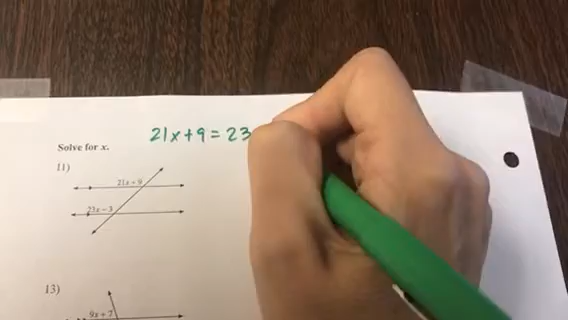 21x+9=23
Solve for x.
11)
21x+9
23x-3
13)
9x+7